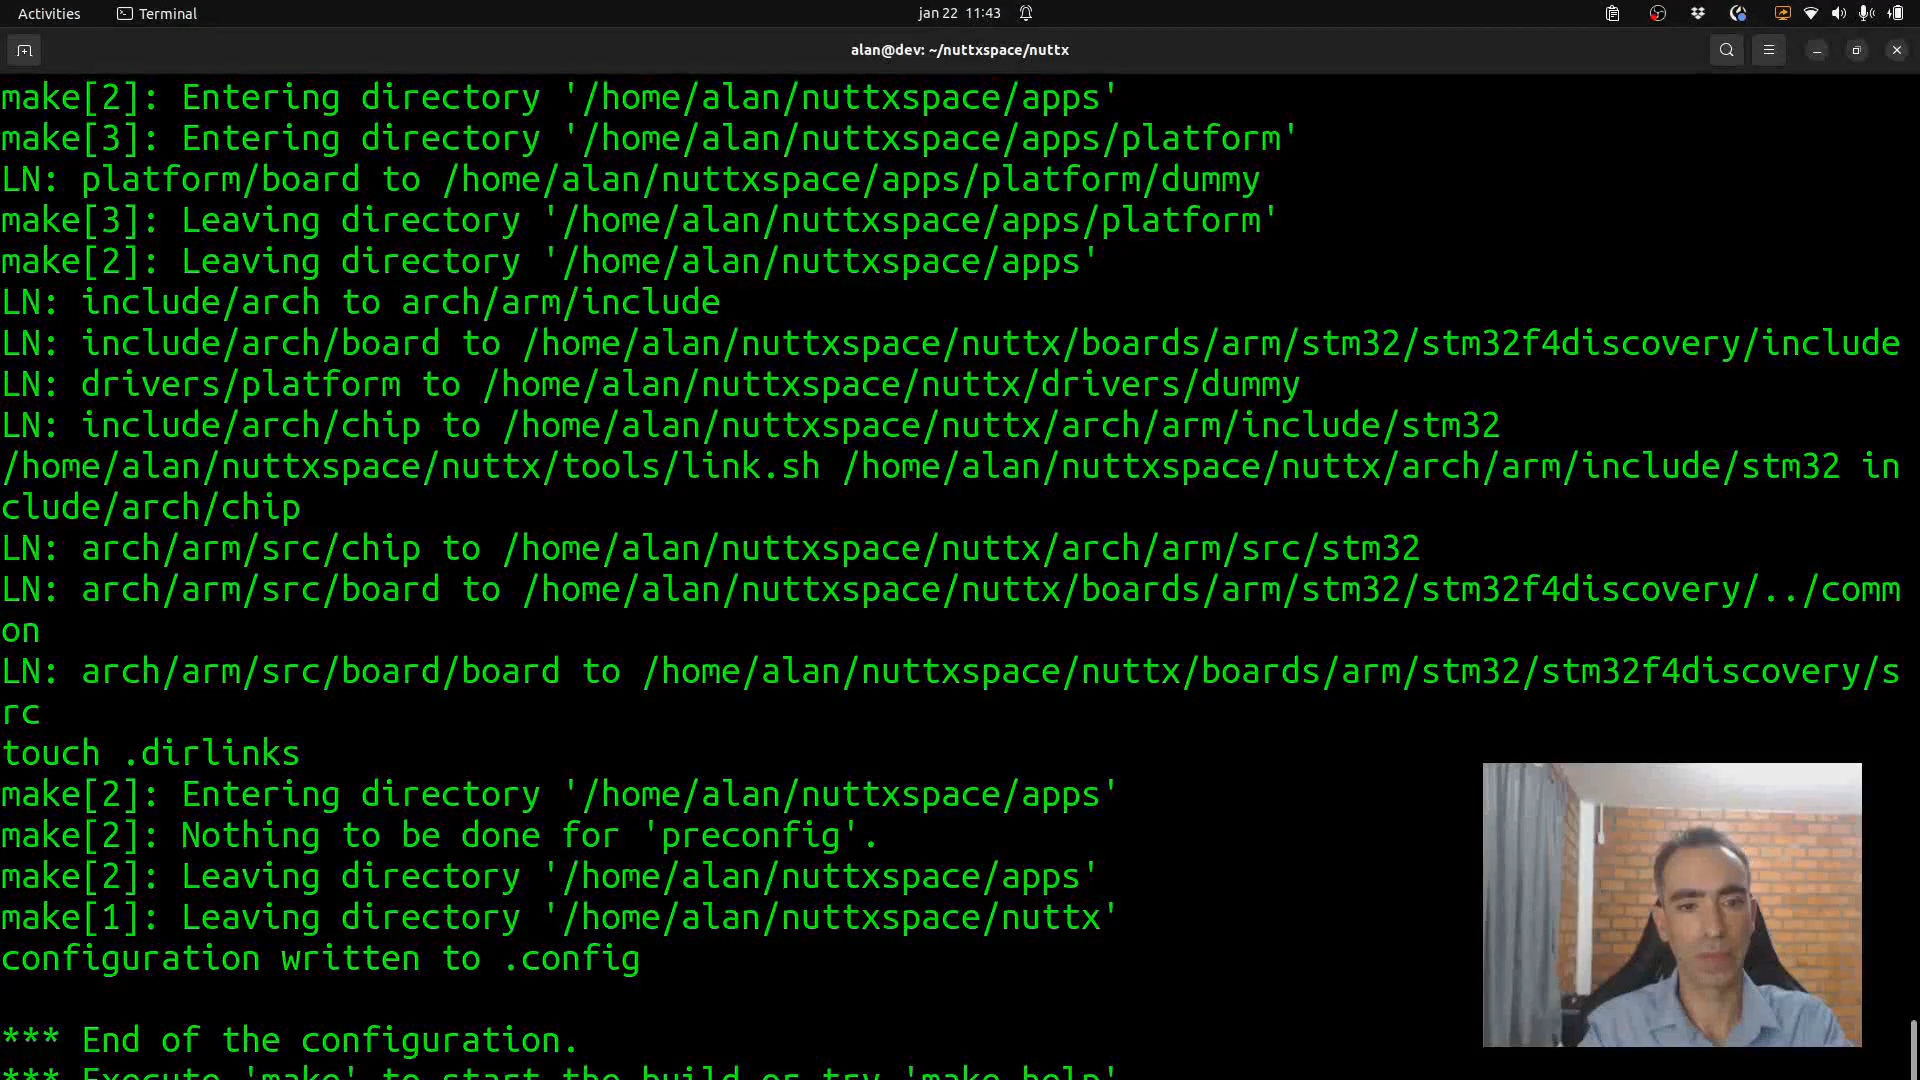 Activities
Terminal
jan 22 11:43
alan@dev: ~/nuttxspace/nuttx
make[2]: Entering directory '/home/alan/nuttxspace/apps'
make[3]: Entering directory '/home/alan/nuttxspace/apps/platform'
LN: platform/board to /home/alan/nuttxspace/apps/platform/dummy
make[3]: Leaving directory '/home/alan/nuttxspace/apps/platform'
make[2]: Leaving directory '/home/alan/nuttxspace/apps'
LN: include/arch to arch/arm/include
LN: include/arch/board to /home/alan/nuttxspace/nuttx/boards/arm/stm32/stm32f4discovery/include
LN: drivers/platform to /home/alan/nuttxspace/nuttx/drivers/dummy
LN: include/arch/chip to /home/alan/nuttxspace/nuttx/arch/arm/include/stm32
/home/alan/nuttxspace/nuttx/tools/link.sh /home/alan/nuttxspace/nuttx/arch/arm/include/stm32 in
clude/arch/chip
LN: arch/arm/src/chip to /home/alan/nuttxspace/nuttx/arch/arm/src/stm32
LN: arch/arm/src/board to /home/alan/nuttxspace/nuttx/boards/arm/stm32/stm32f4discovery/../comm
on
LN: arch/arm/src/board/board to /home/alan/nuttxspace/nuttx/boards/arm/stm32/stm32f4discovery/s
rc
touch .dirlinks
make[2]: Entering directory '/home/alan/nuttxspace/apps'
make[2]: Nothing to be done for 'preconfig'.
make[2]: Leaving directory '/home/alan/nuttxspace/apps'
make[1]: Leaving directory '/home/alan/nuttxspace/nuttx'
configuration written to .config
*** End of the configuration.
*** Execute 'make' to start the build or try 'make help'